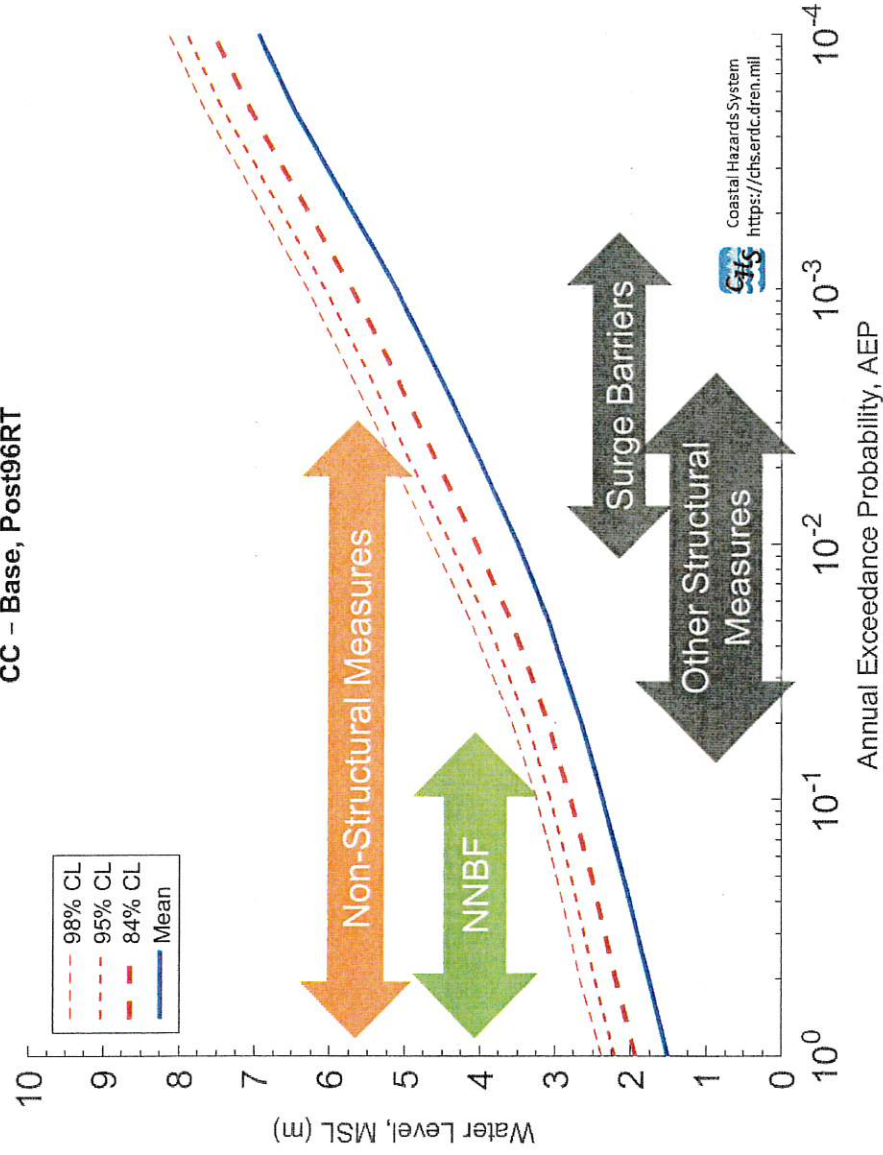 CC – Base, Post96RT
98% CL
95% CL
84% CL
Mean
10
9
8
7
6
5
4
3
2
1
0
Water Level, MSL (m)
Non-Structural Measures
NNBF
Surge Barriers
Other Structural
Measures
CHS
Coastal Hazards System
https://chs.erdc.dren.mil
10⁰
10⁻¹
10⁻²
10⁻³
10⁻⁴
Annual Exceedance Probability, AEP